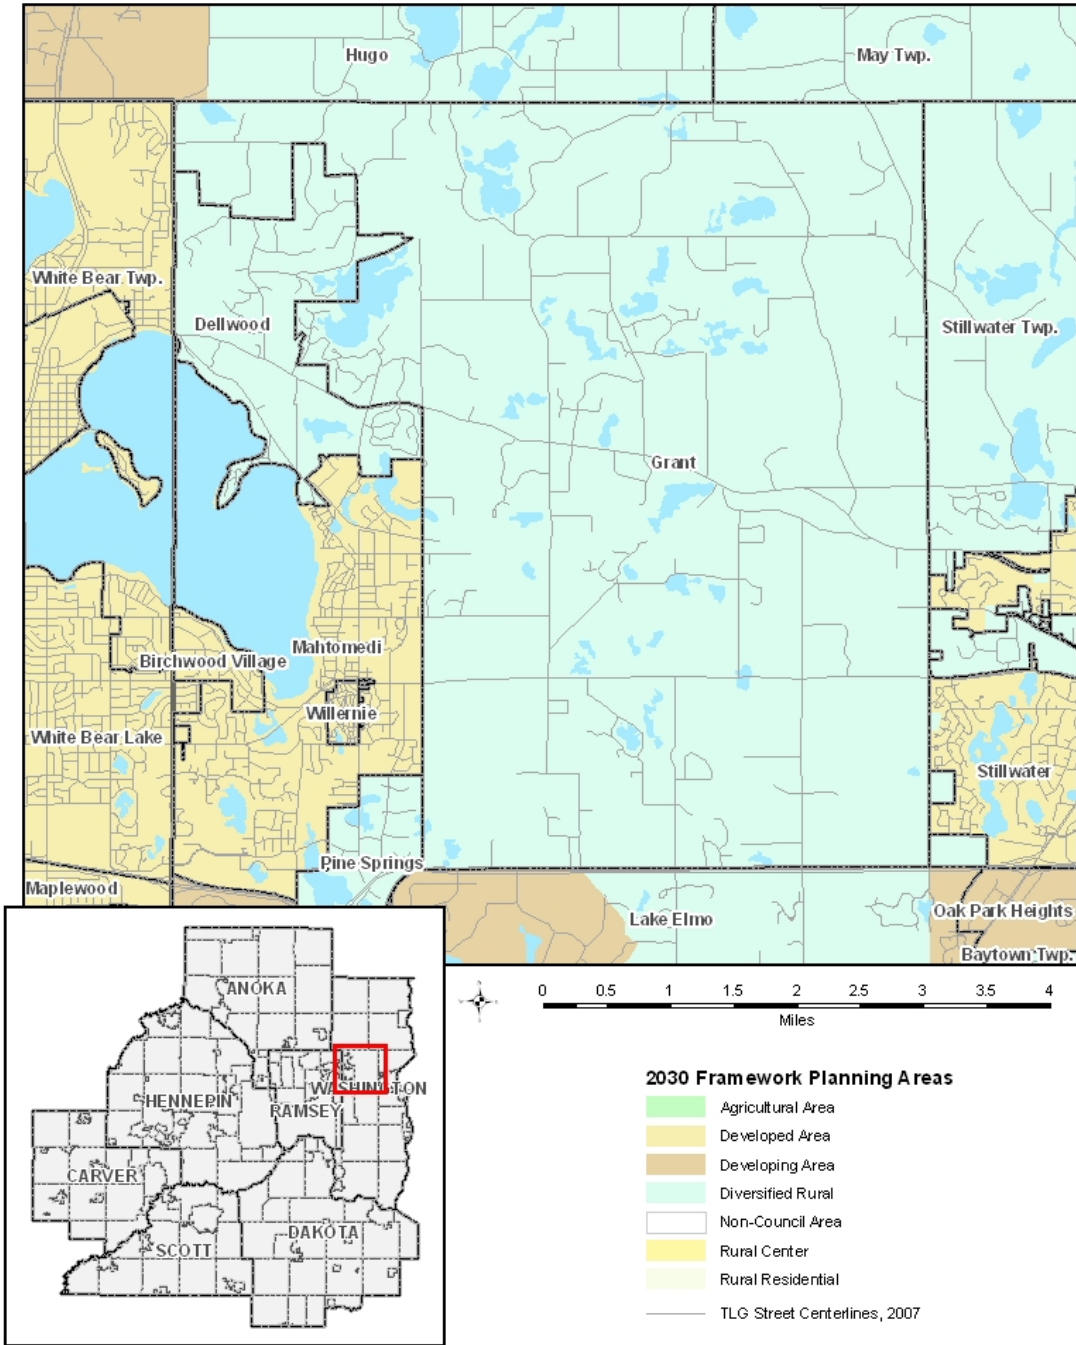 Hugo
May Twp.
White Bear Twp.
Dellwood
Stillwater Twp.
Grant
Mahtomedi
Birchwood Village
Willernie
White Bear Lake
Stillwater
Pine Springs
Maplewood
Lake Elmo
Oak Park Heights
Baytown Twp.
ANOKA
WASHINGTON
HENNEPIN
RAMSEY
CARVER
DAKOTA
SCOTT
0 0.5 1 1.5 2 2.5 3 3.5 4
Miles
2030 Framework Planning Areas
Agricultural Area
Developed Area
Developing Area
Diversified Rural
Non-Council Area
Rural Center
Rural Residential
TLG Street Centerlines, 2007